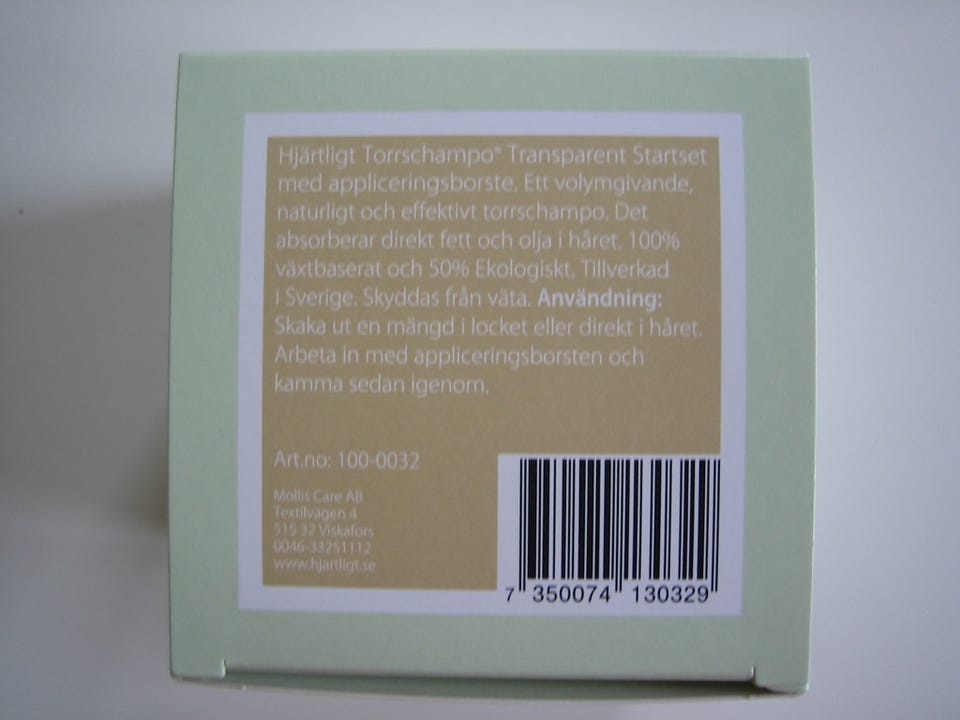 Hjärtligt Torrschampo® Transparent Startset
med appliceringsborste. Ett volymgivande,
naturligt och effektivt torrschampo. Det
absorberar direkt fett och olja i håret. 100%
växtbaserat och 50% Ekologiskt. Tillverkad
i Sverige. Skyddas från väta. Användning:
Skaka ut en mängd i locket eller direkt i håret.
Arbeta in med appliceringsborsten och
kamma sedan igenom.
Art.no: 100-0032
Mollis Care AB
Textilvägen 4
515 32 Viskafors
0046-33251112
www.hjartligt.se
7 350074 130329